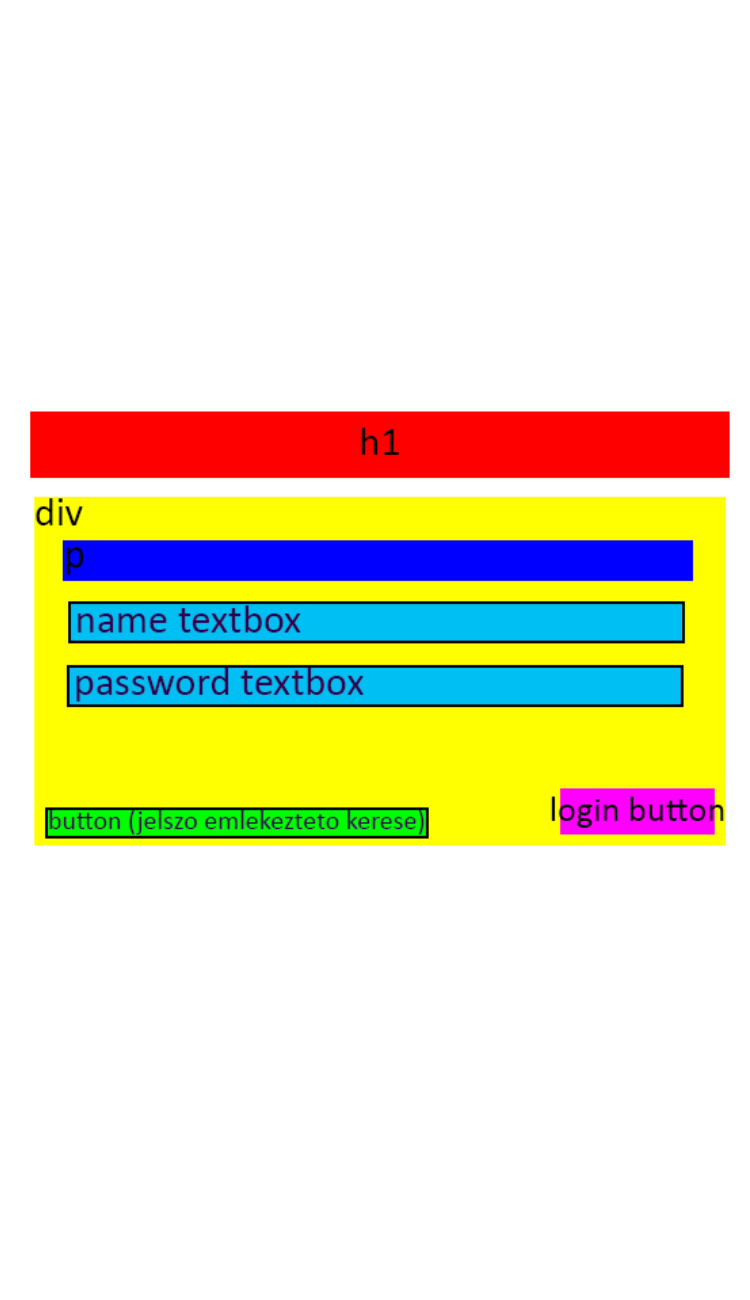 h1
div
p
name textbox
password textbox
button (jelszo emlekezteto kerese)
login button